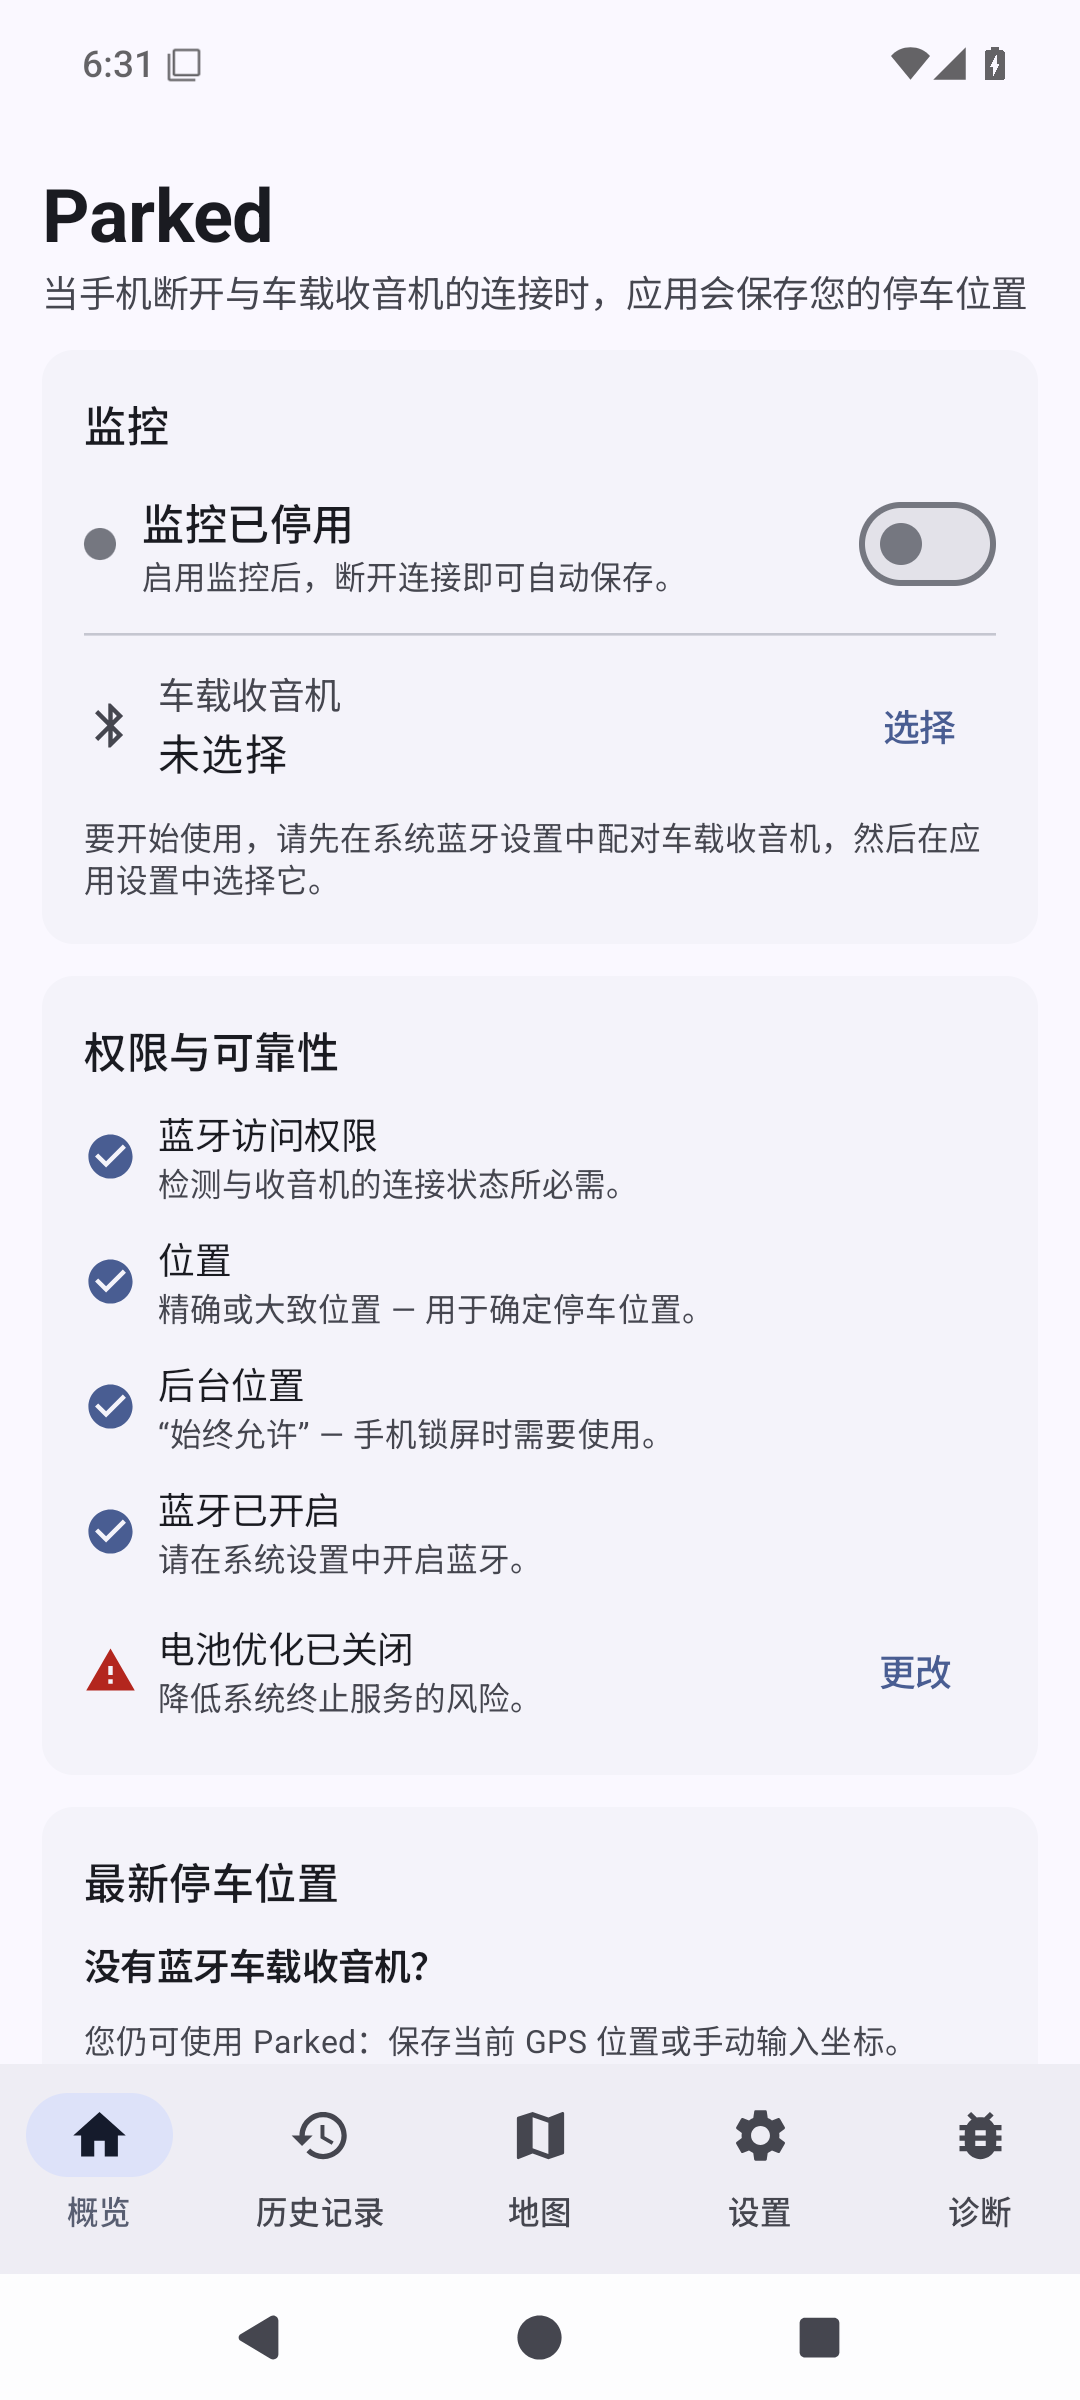 6:31
Parked
当手机断开与车载收音机的连接时，应用会保存您的停车位置
监控
监控已停用
启用监控后，断开连接即可自动保存。
车载收音机
未选择
选择
要开始使用，请先在系统蓝牙设置中配对车载收音机，然后在应
用设置中选择它。
权限与可靠性
蓝牙访问权限
检测与收音机的连接状态所必需。
位置
精确或大致位置 — 用于确定停车位置。
后台位置
“始终允许” — 手机锁屏时需要使用。
蓝牙已开启
请在系统设置中开启蓝牙。
电池优化已关闭
降低系统终止服务的风险。
更改
最新停车位置
没有蓝牙车载收音机？
您仍可使用 Parked：保存当前 GPS 位置或手动输入坐标。
概览
历史记录
地图
设置
诊断